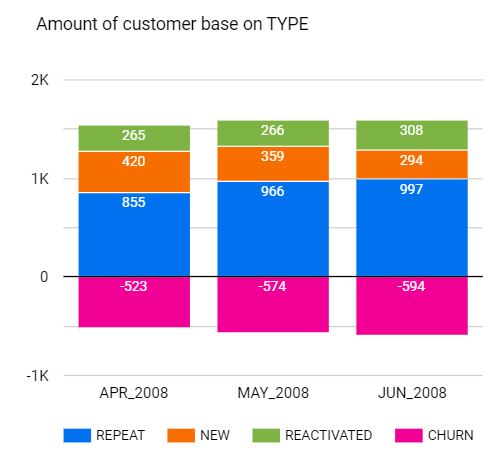 Amount of customer base on TYPE
2K
265
266
308
420
359
294
1K
855
966
997
0
-523
-574
-594
-1K
APR_2008 MAY_2008 JUN_2008
REPEAT NEW REACTIVATED CHURN